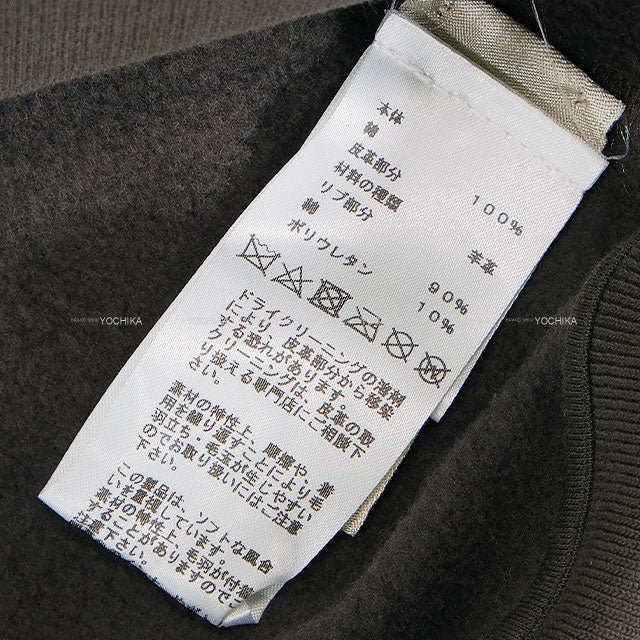 本体
綿 100%
皮革部分
材料の種類 羊革
リブ部分
綿 90%
ポリウレタン 10%
ドライクリーニングの溶剤
により、皮革部分から移染
する恐れがあります。
クリーニングは、皮革の取
り扱える専門店にご相談下
さい。
素材の特性上、摩擦や、着
用を繰り返すことにより毛
羽立ち・毛玉が生じやすい
のでお取り扱いにはご注意
下さい。
この製品は、ソフトな風合
いを重視しています。
素材の特性上、毛羽が付着
することがありますのでご
注意下さい。
BRAND SHOP YOCHIKA
BRAND SHOP YOCHIKA